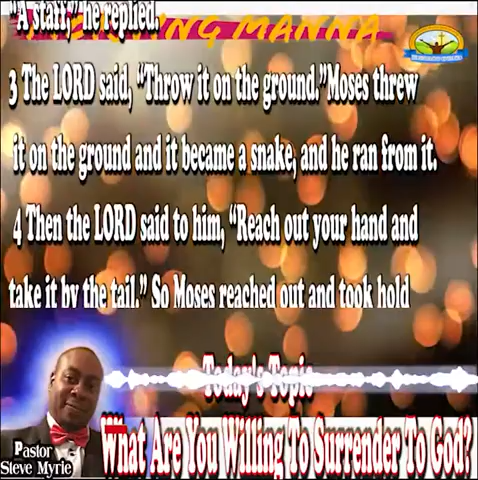 "A staff," he replied.
NG MANNA
3 The LORD said, "Throw it on the ground."Moses threw
it on the ground and it became a snake, and he ran from it.
4 Then the LORD said to him, "Reach out your hand and
take it by the tail." So Moses reached out and took hold
Today's Topic
What Are You Willing To Surrender To God?
Pastor
Steve Myrie